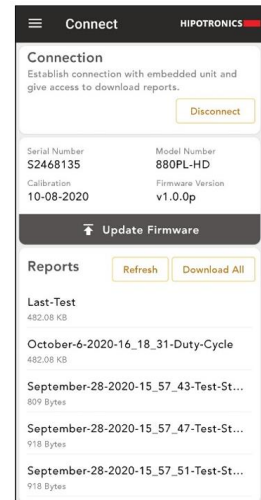 Connect
HIPOTRONICS
Connection
Establish connection with embedded unit and
give access to download reports.
Disconnect
Serial Number
Model Number
S2468135
880PL-HD
Calibration
Firmware Version
10-08-2020
v1.0.0p
Update Firmware
Reports
Refresh
Download All
Last-Test
482.08 KB
October-6-2020-16_18_31-Duty-Cycle
482.08 KB
September-28-2020-15_57_43-Test-St...
809 Bytes
September-28-2020-15_57_47-Test-St...
918 Bytes
September-28-2020-15_57_51-Test-St...
918 Bytes